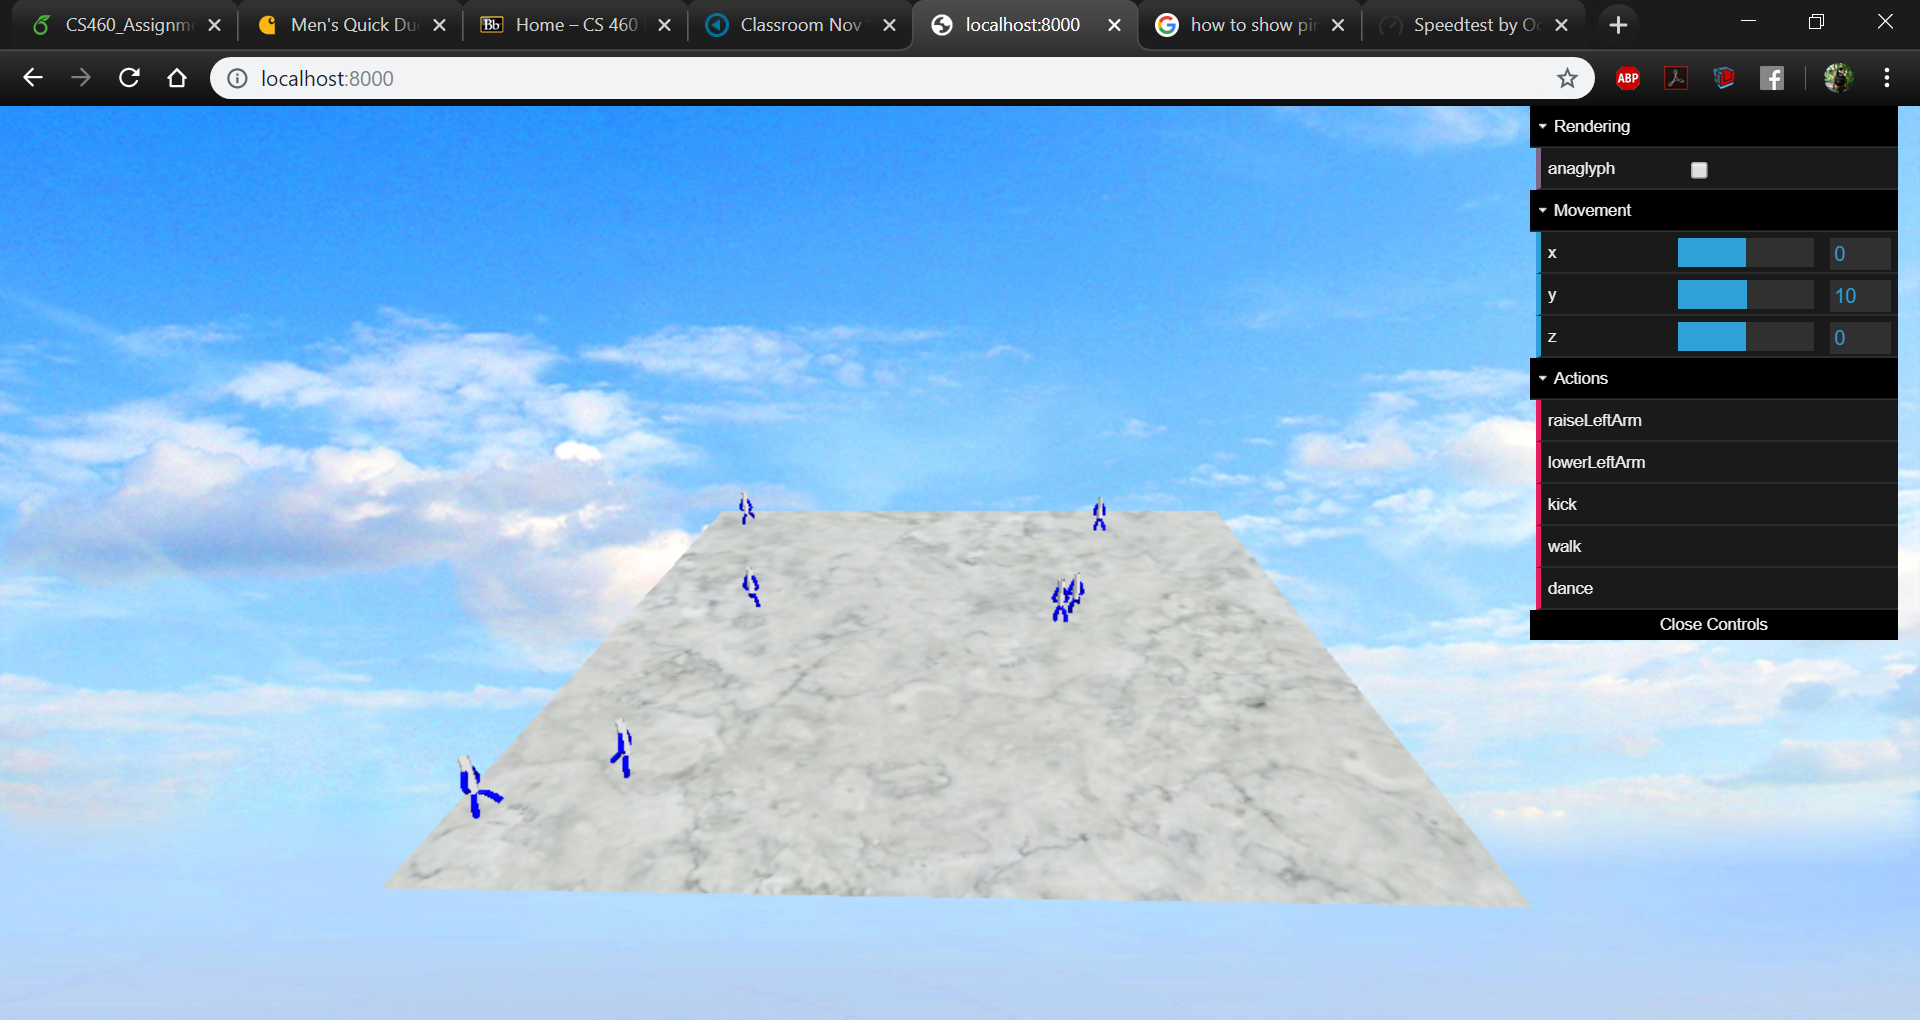 CS460_Assignm
Men's Quick Du
Bb Home – CS 460
Classroom Nov
localhost:8000
how to show pi
Speedtest by O
localhost:8000
ABP
Rendering
anaglyph
Movement
x 0
y 10
z 0
Actions
raiseLeftArm
lowerLeftArm
kick
walk
dance
Close Controls